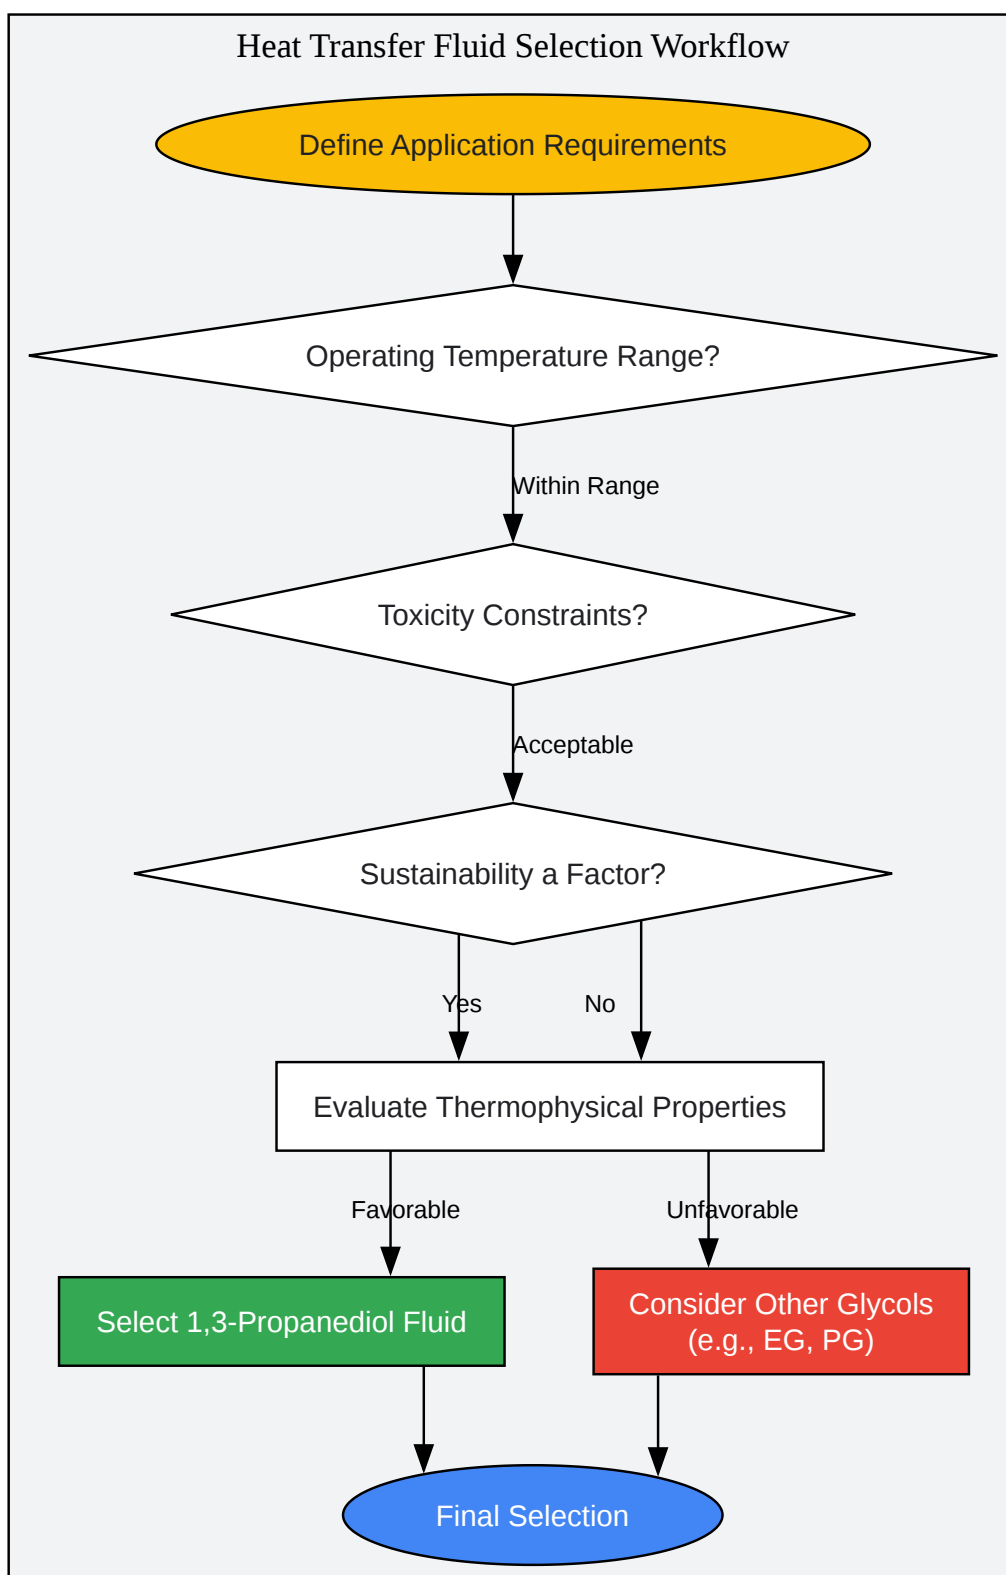 Heat Transfer Fluid Selection Workflow
Define Application Requirements
Operating Temperature Range?
Within Range
Toxicity Constraints?
Acceptable
Sustainability a Factor?
Yes
No
Evaluate Thermophysical Properties
Favorable
Unfavorable
Select 1,3-Propanediol Fluid
Consider Other Glycols
(e.g., EG, PG)
Final Selection